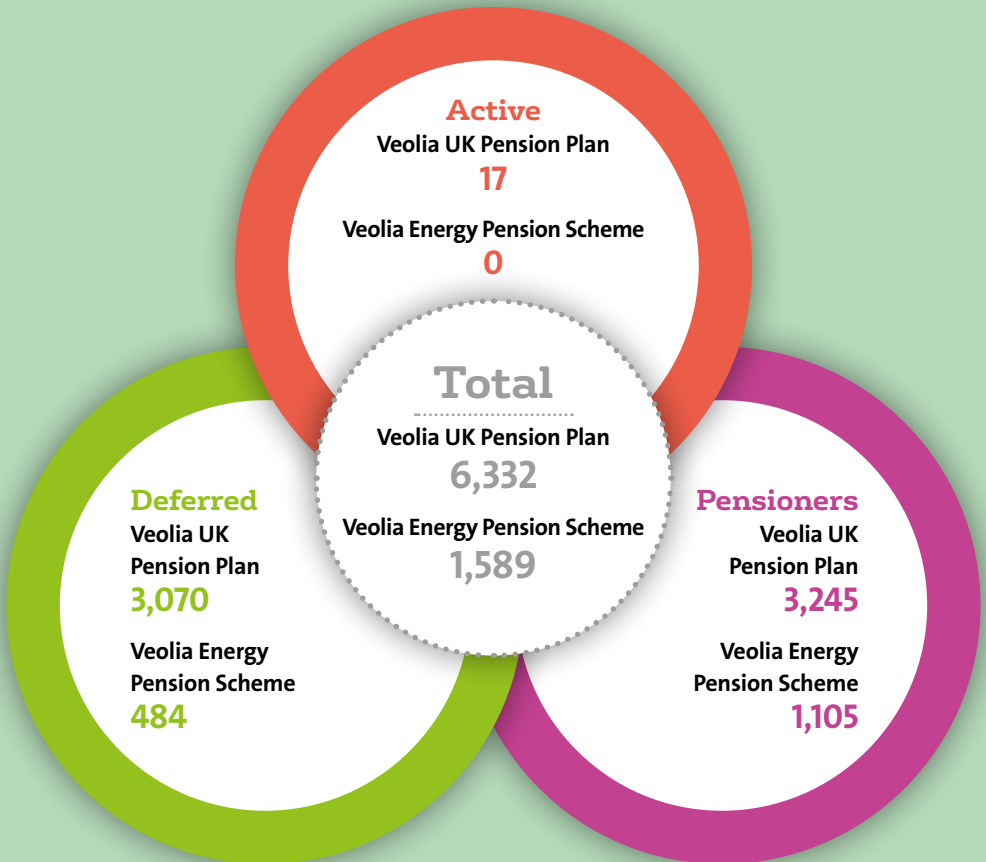 Active
Veolia UK Pension Plan
17
Veolia Energy Pension Scheme
0
Total
Veolia UK Pension Plan
6,332
Veolia Energy Pension Scheme
1,589
Deferred
Veolia UK
Pension Plan
3,070
Veolia Energy
Pension Scheme
484
Pensioners
Veolia UK
Pension Plan
3,245
Veolia Energy
Pension Scheme
1,105